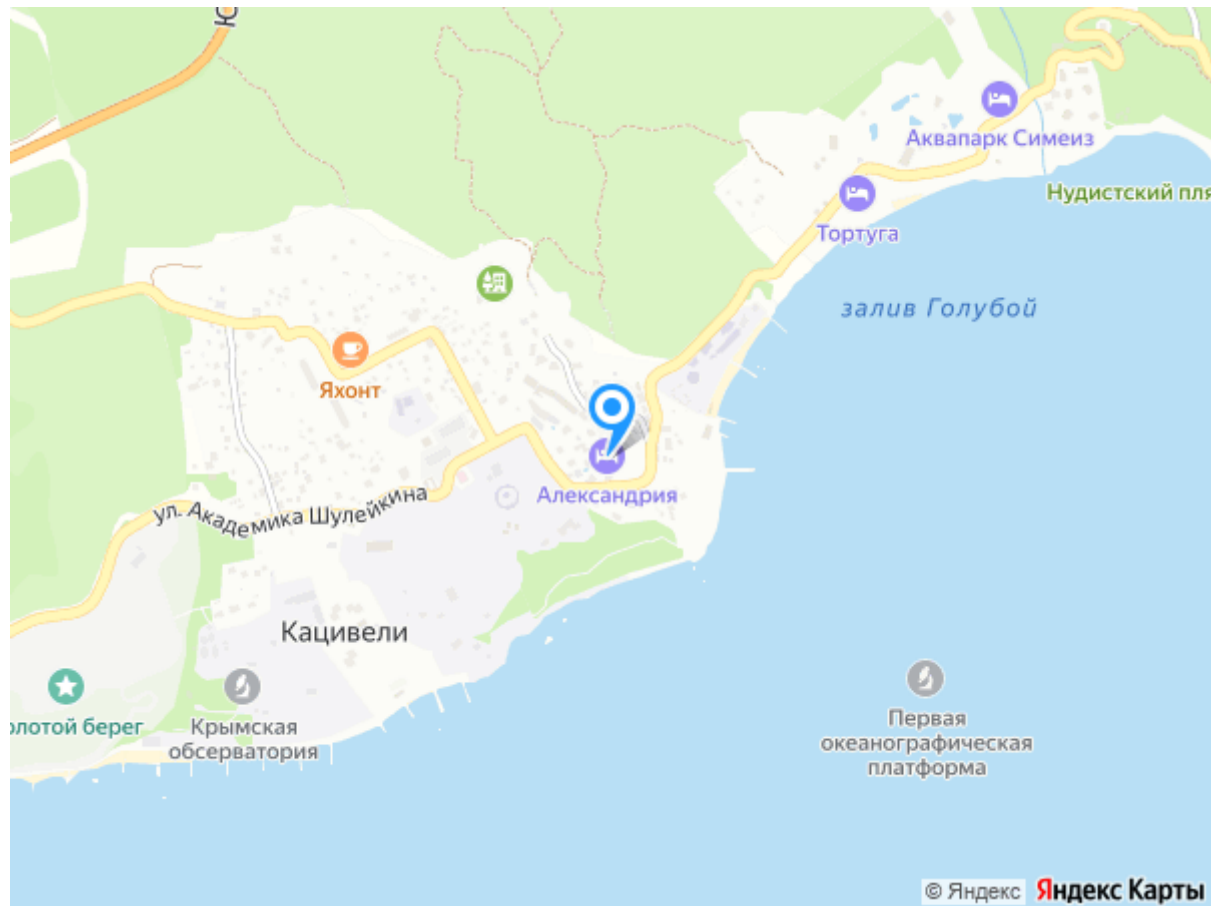 Ю
Аквапарк Симеиз
Нудистский пля
Тортуга
залив Голубой
Яхонт
Александрия
ул. Академика Шулейкина
Кацивели
олотой берег
Крымская
обсерватория
Первая
океанографическая
платформа
© Яндекс Яндекс Карты